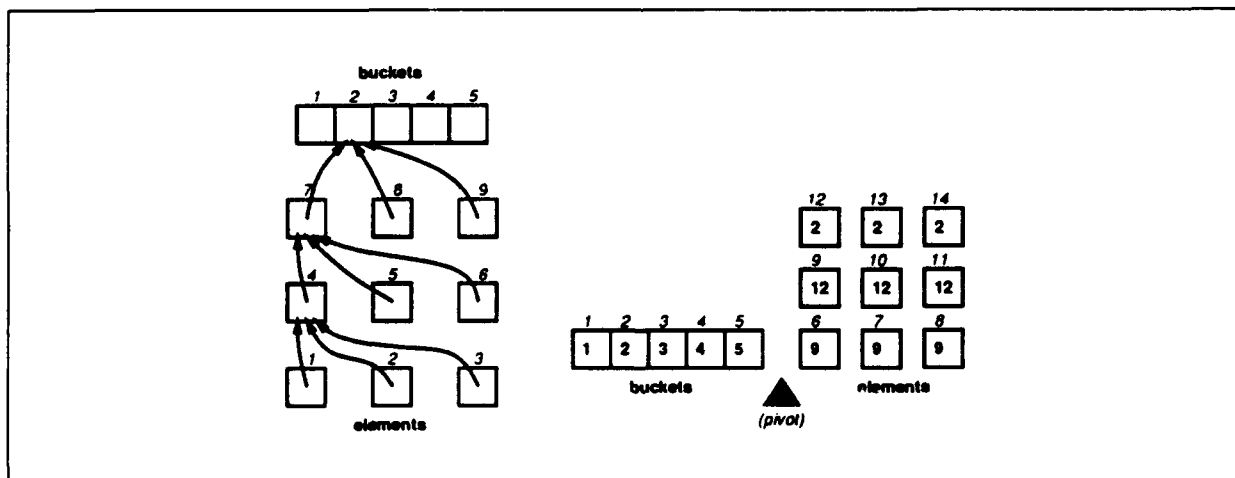 buckets
1 2 3 4 5
7 8 9
4 5 6
1 2 3
elements
12 13 14
2 2 2
9 10 11
12 12 12
6 7 8
9 9 9
elements
1 2 3 4 5
1 2 3 4 5
buckets
(pivot)